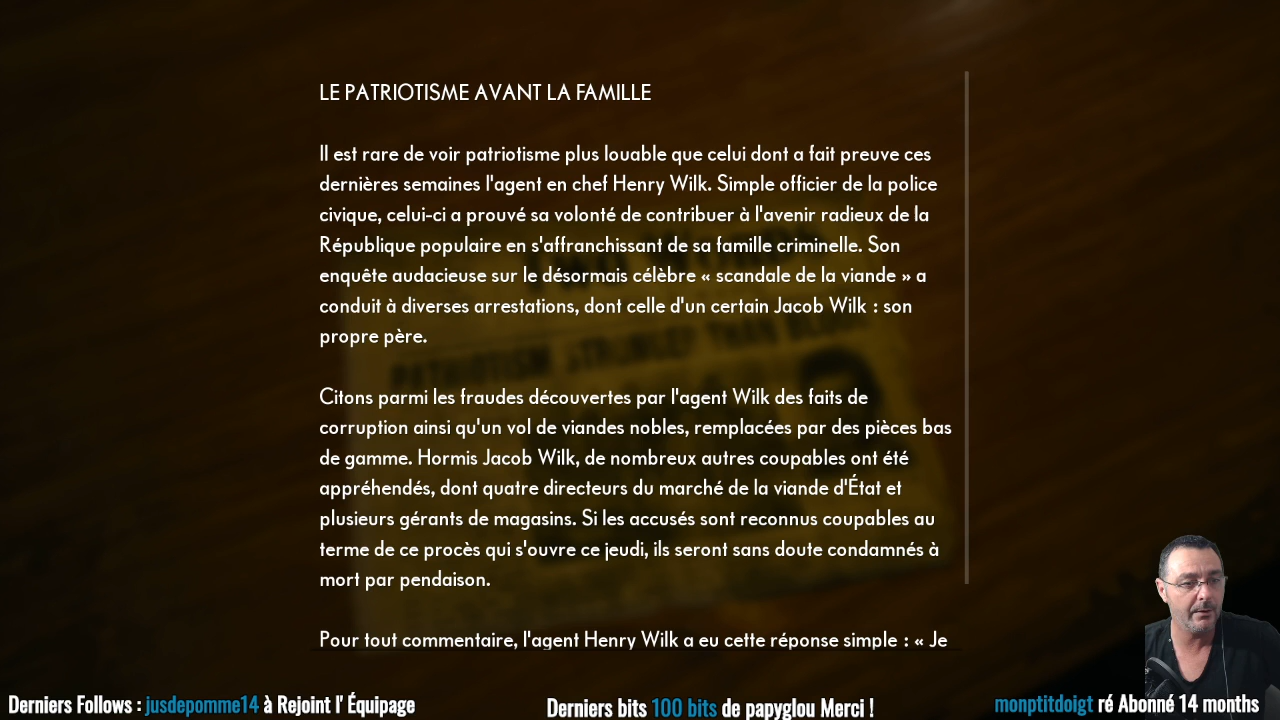 LE PATRIOTISME AVANT LA FAMILLE
Il est rare de voir patriotisme plus louable que celui dont a fait preuve ces
dernières semaines l'agent en chef Henry Wilk. Simple officier de la police
civique, celui-ci a prouvé sa volonté de contribuer à l'avenir radieux de la
République populaire en s'affranchissant de sa famille criminelle. Son
enquête audacieuse sur le désormais célèbre « scandale de la viande » a
conduit à diverses arrestations, dont celle d'un certain Jacob Wilk : son
propre père.
Citons parmi les fraudes découvertes par l'agent Wilk des faits de
corruption ainsi qu'un vol de viandes nobles, remplacées par des pièces bas
de gamme. Hormis Jacob Wilk, de nombreux autres coupables ont été
appréhendés, dont quatre directeurs du marché de la viande d'État et
plusieurs gérants de magasins. Si les accusés sont reconnus coupables au
terme de ce procès qui s'ouvre ce jeudi, ils seront sans doute condamnés à
mort par pendaison.
Pour tout commentaire, l'agent Henry Wilk a eu cette réponse simple : « Je
PATRIOTISM STRONGER THAN BLOOD
Derniers Follows : jusdepomme14 à Rejoint l' Équipage
Derniers bits 100 bits de papyglou Merci !
monptitdoigt ré Abonné 14 months